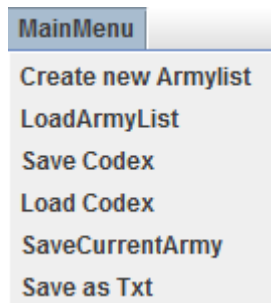 MainMenu
Create new Armylist
LoadArmyList
Save Codex
Load Codex
SaveCurrentArmy
Save as Txt